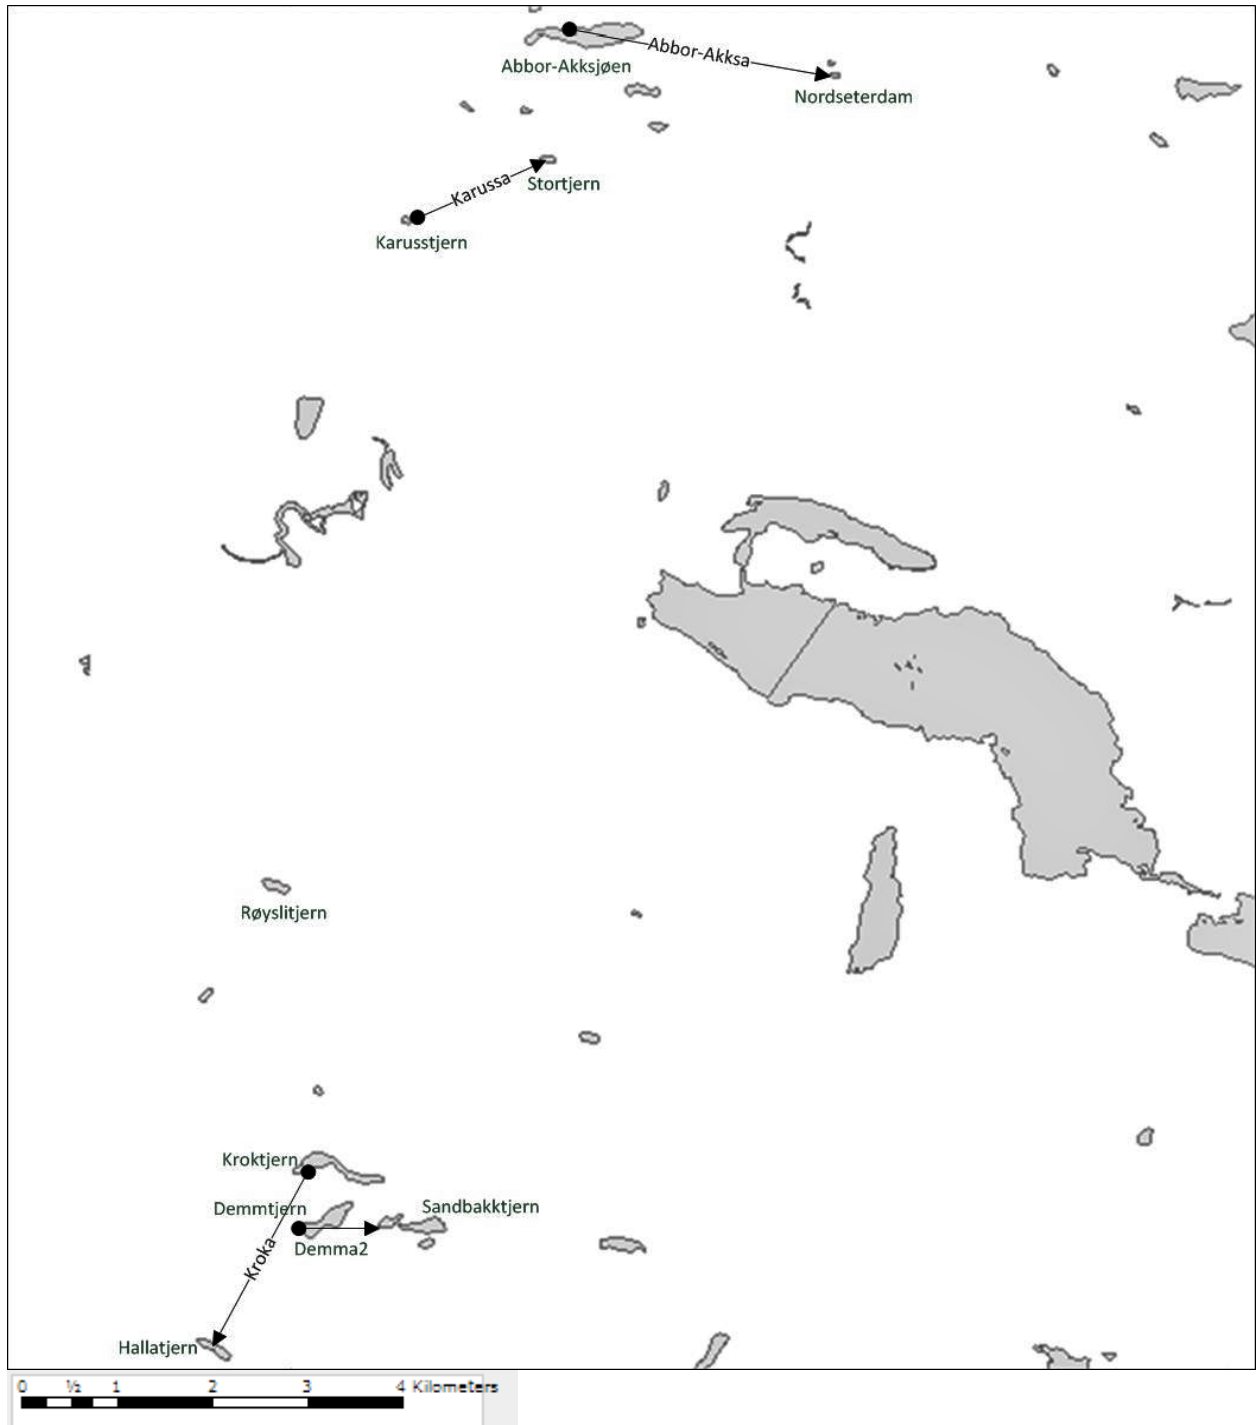 Abbor-Akksa
Abbor-Akksjøen
Nordseterdam
Karussa
Stortjern
Karusstjern
Røyslitjern
Kroktjern
Demmtjern
Sandbakktjern
Demma2
Kroka
Hallatjern
0 ½ 1 2 3 4 Kilometers